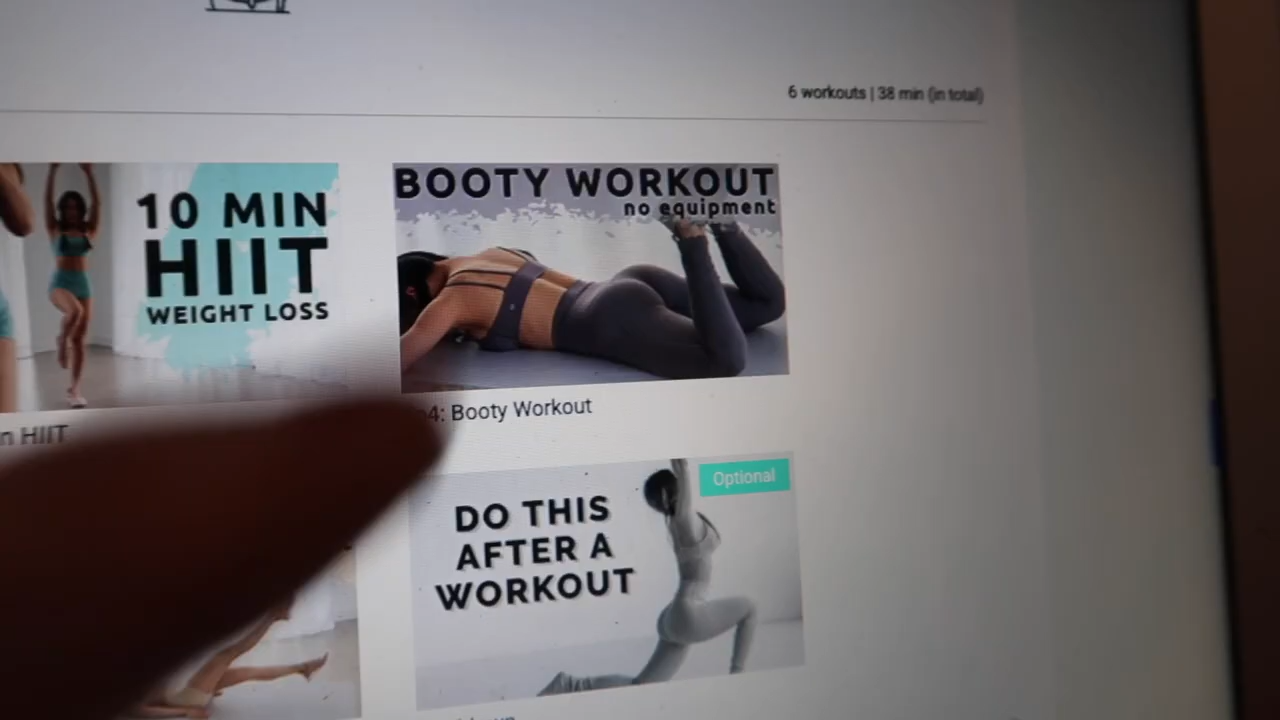 6 workouts | 38 min (in total)
10 MIN
HIIT
WEIGHT LOSS
BOOTY WORKOUT
no equipment
HIIT
4: Booty Workout
Optional
DO THIS
AFTER A
WORKOUT